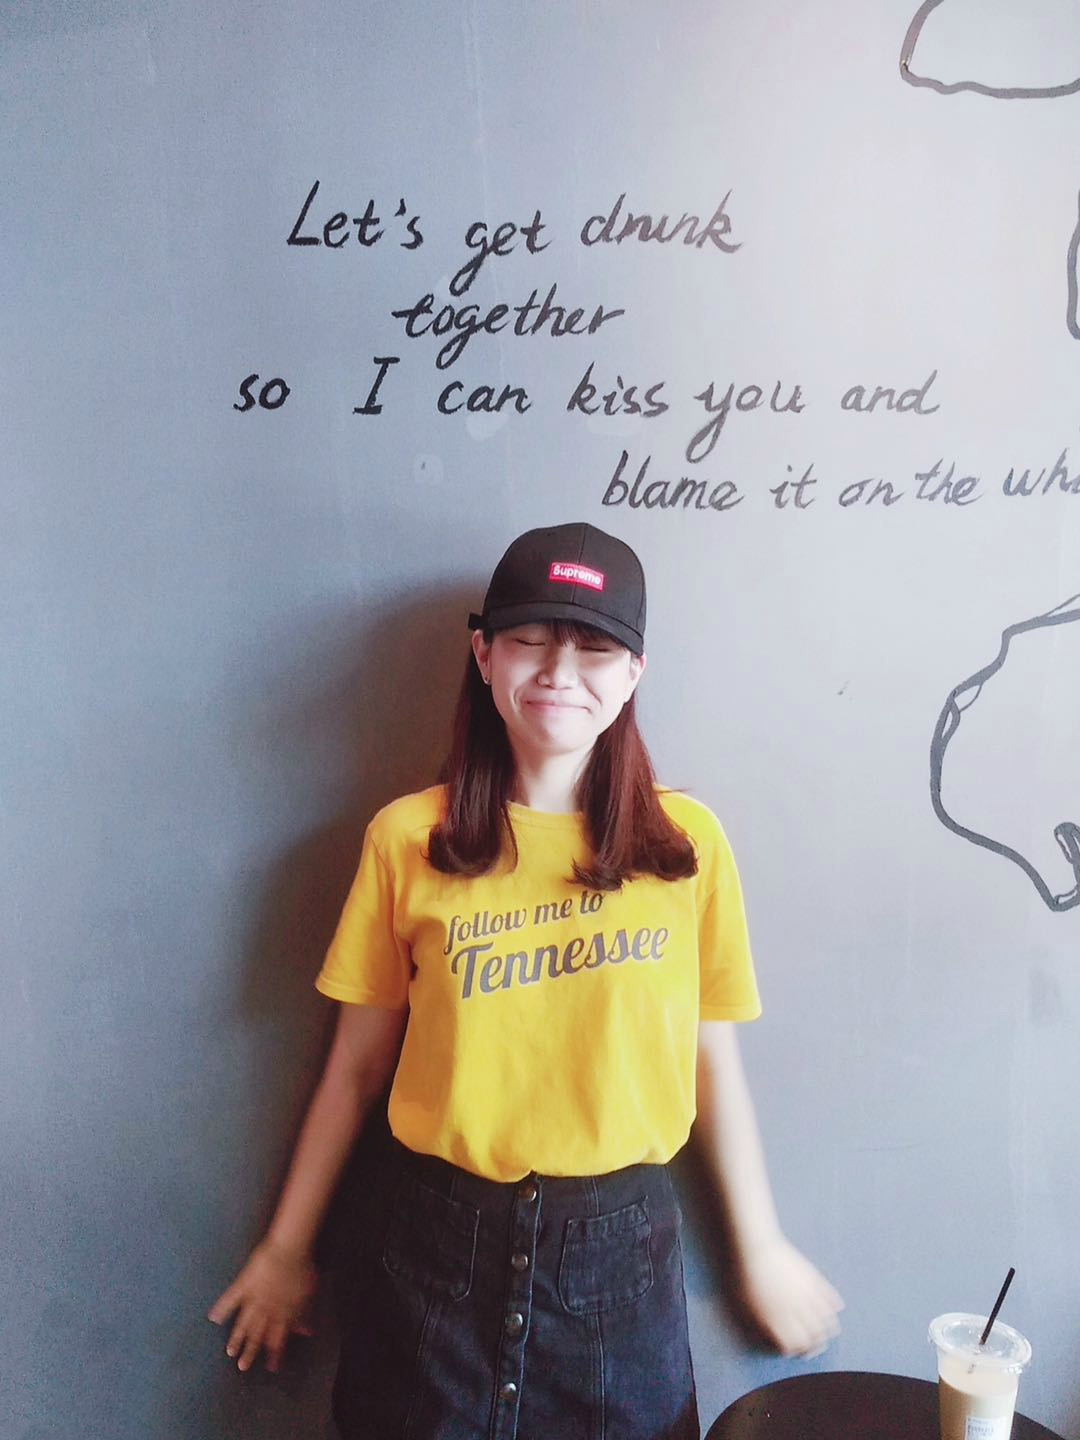 Let's get drunk
together
so I can kiss you and
blame it on the
Supreme
follow me to
Tennessee